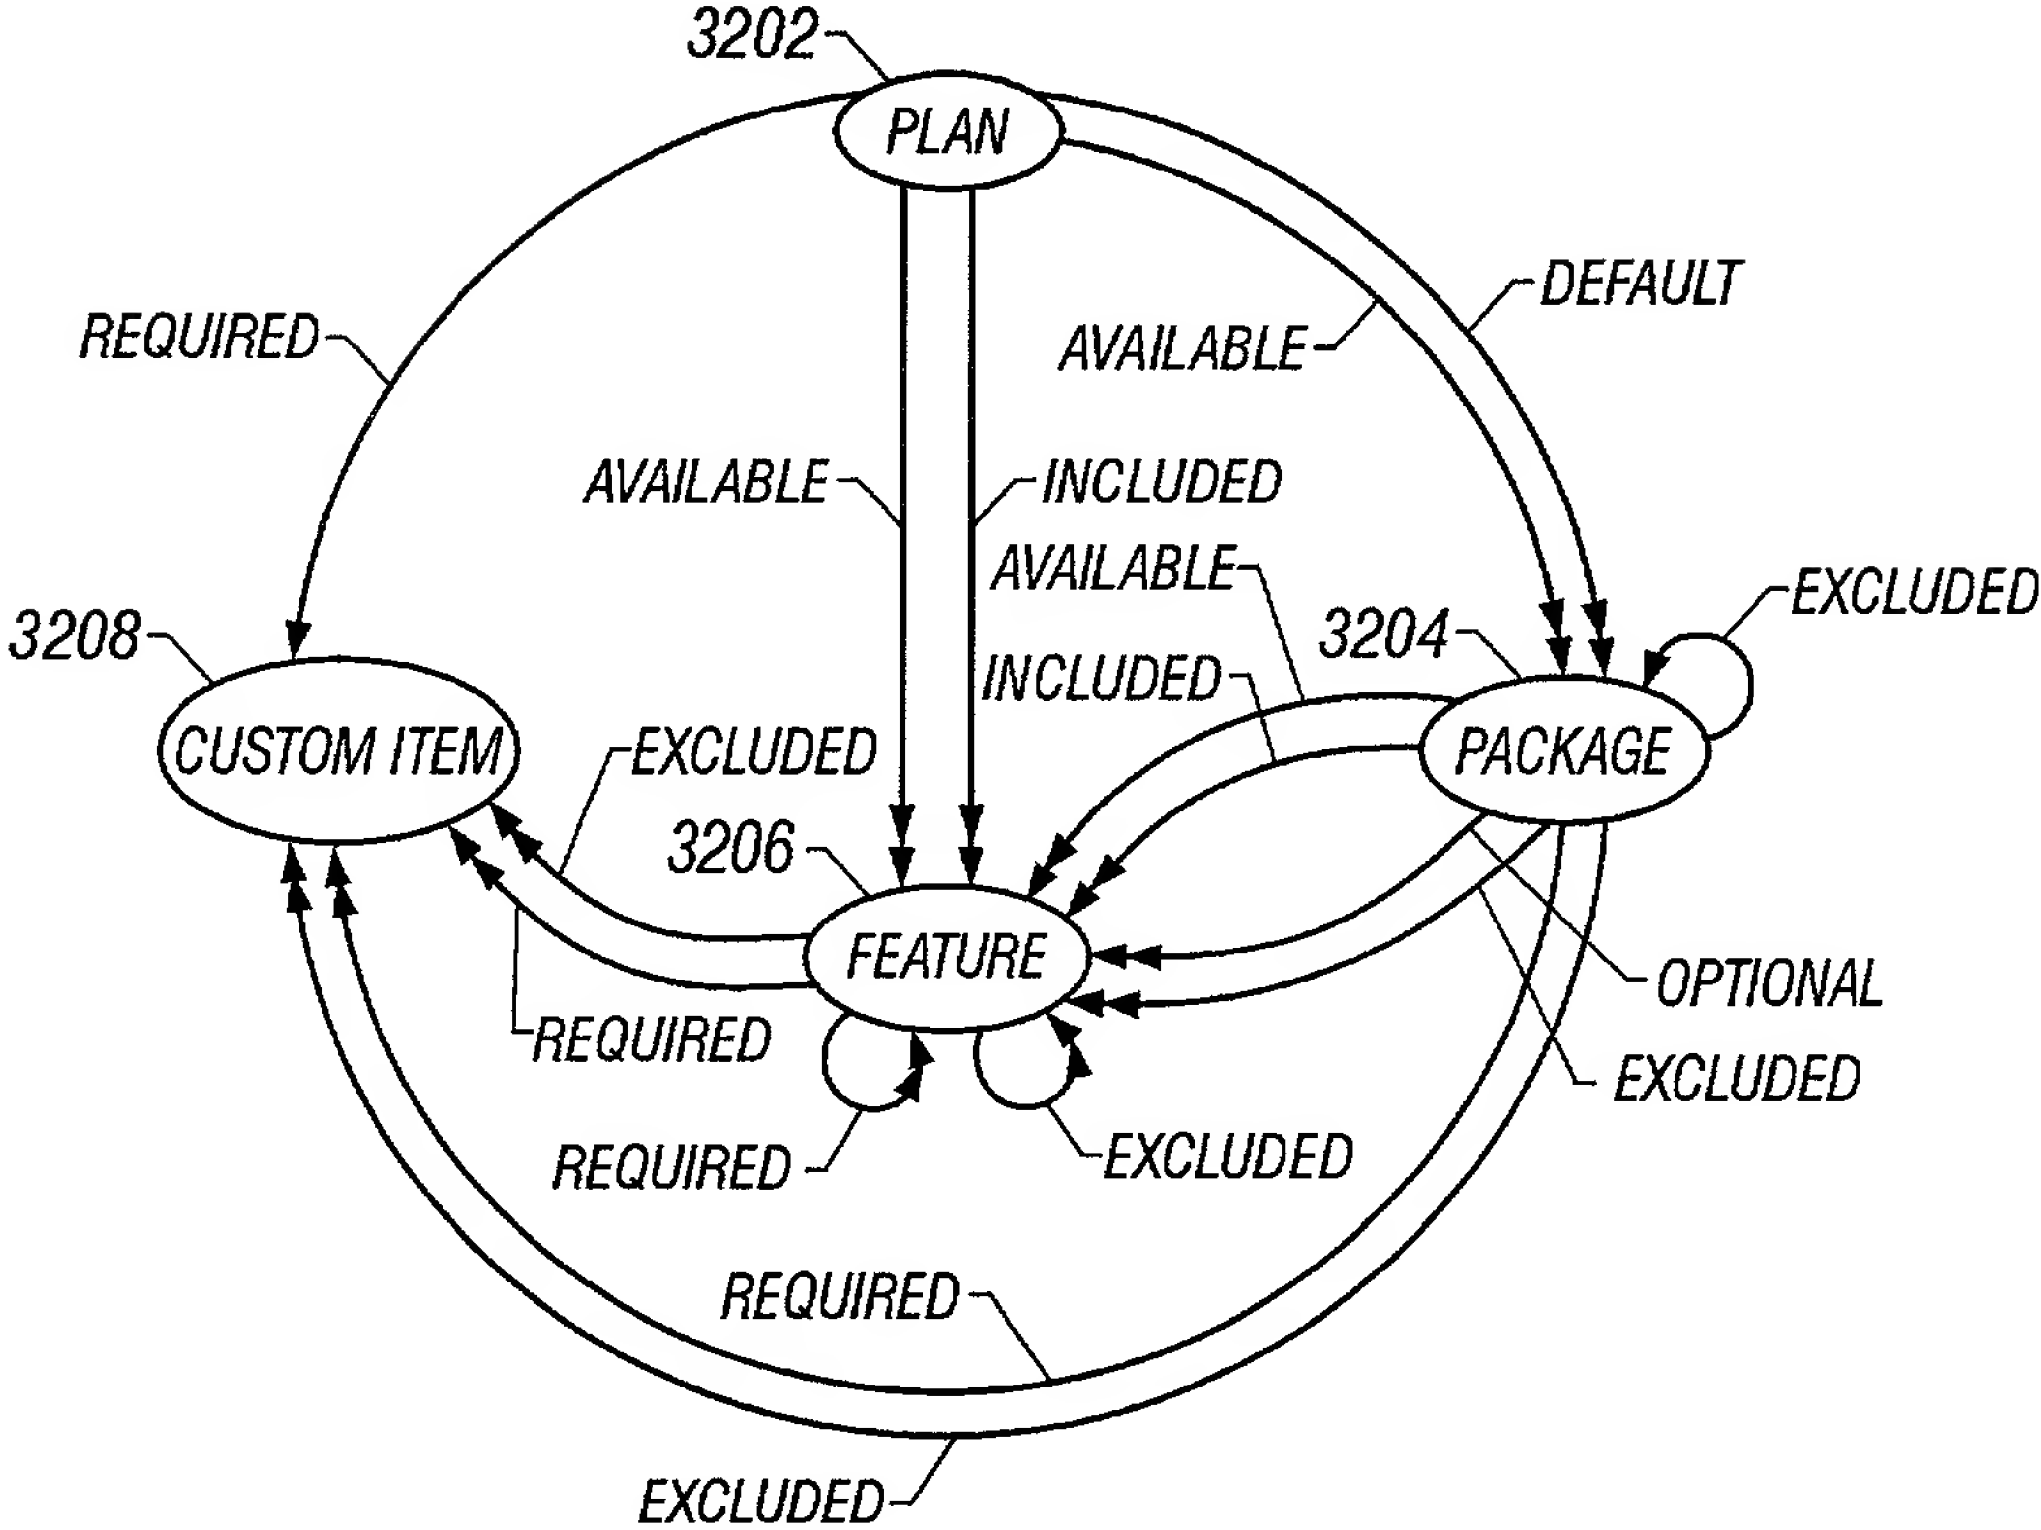 3202
PLAN
DEFAULT
REQUIRED
AVAILABLE
AVAILABLE
INCLUDED
AVAILABLE
EXCLUDED
3208
3204
INCLUDED
CUSTOM ITEM
EXCLUDED
PACKAGE
3206
FEATURE
OPTIONAL
REQUIRED
EXCLUDED
REQUIRED
EXCLUDED
REQUIRED
EXCLUDED